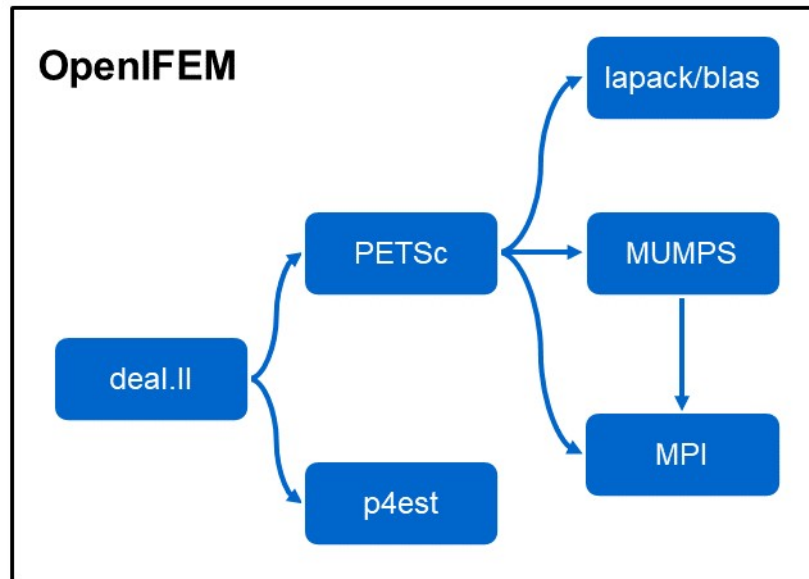 OpenIFEM
lapack/blas
PETSc
MUMPS
deal.II
MPI
p4est